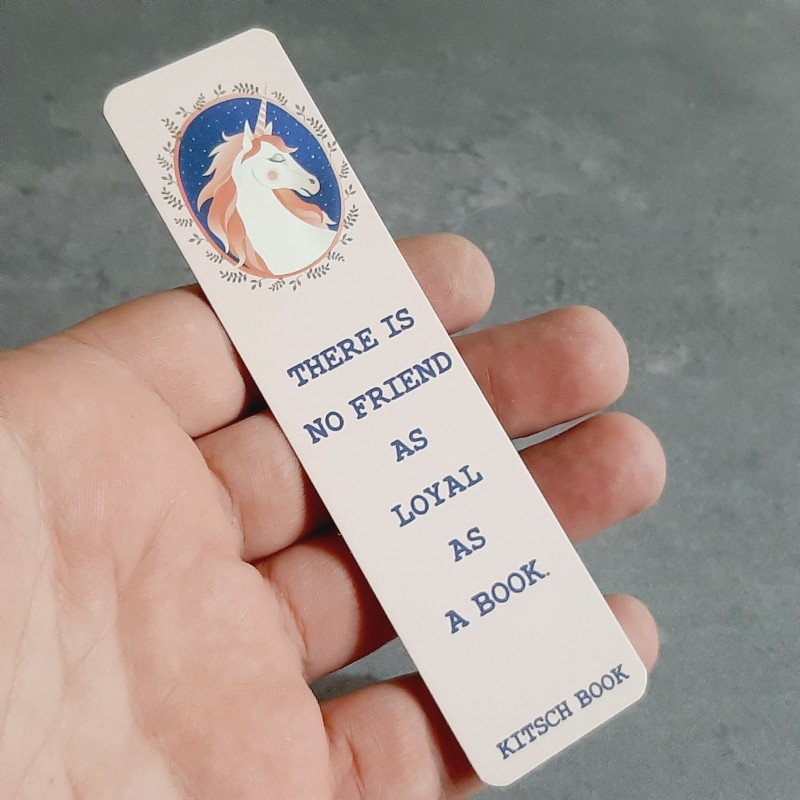 THERE IS
NO FRIEND
AS
LOYAL
AS
A BOOK.
KITSCH BOOK